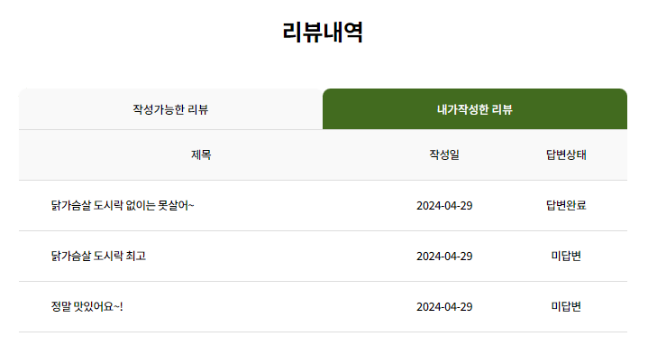 리뷰내역
작성가능한 리뷰 내가작성한 리뷰
제목 작성일 답변상태
닭가슴살 도시락 없이는 못살어~ 2024-04-29 답변완료
닭가슴살 도시락 최고 2024-04-29 미답변
정말 맛있어요~! 2024-04-29 미답변